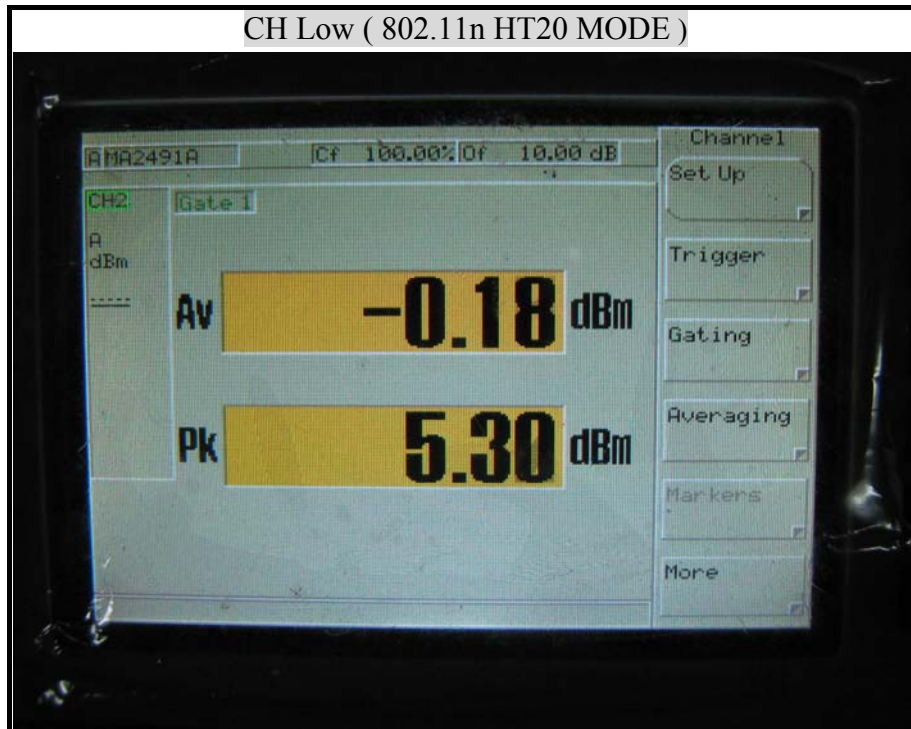 CH Low ( 802.11n HT20 MODE )
A MA2491A Cf 100.00% Of 10.00 dB
CH2 Gate 1
A
dBm
-----
Av -0.18 dBm
Pk 5.30 dBm
Channel
Set Up
Trigger
Gating
Averaging
Markers
More